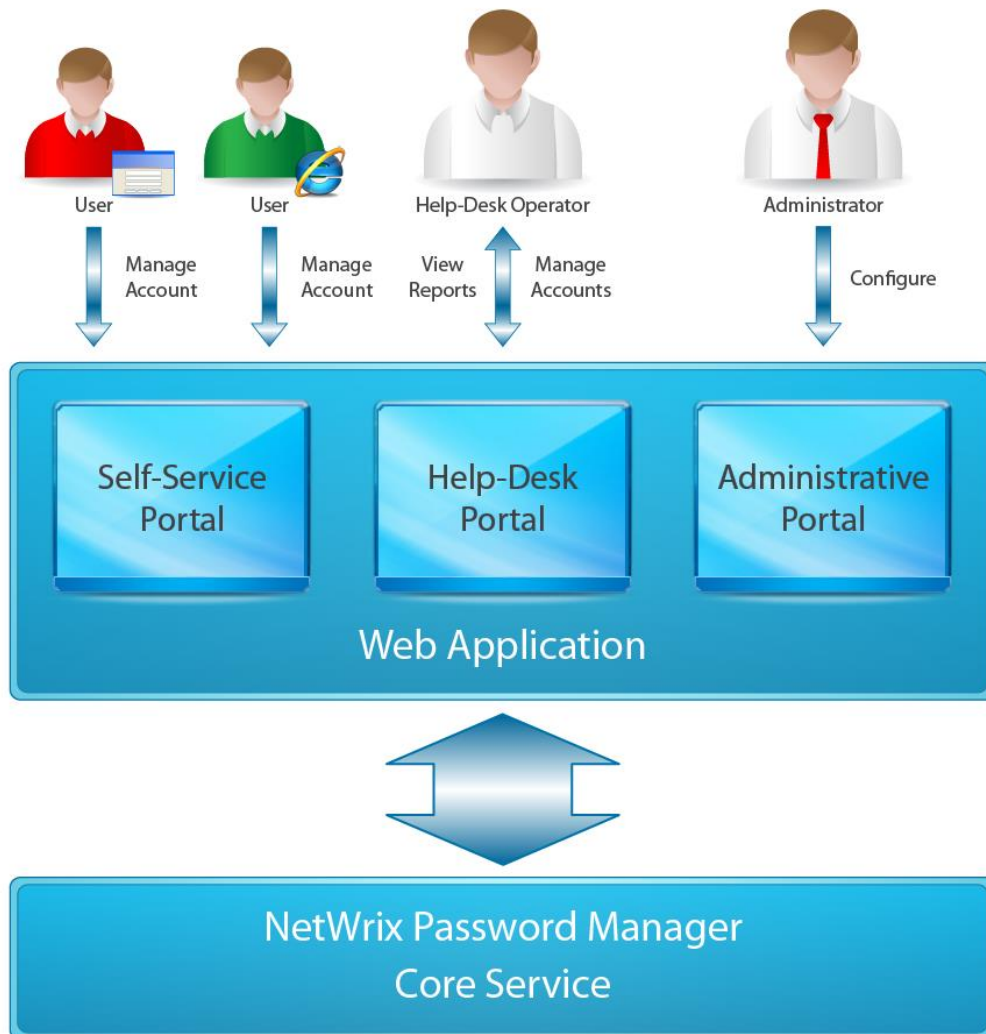 User
User
Help-Desk Operator
Administrator
Manage
Account
Manage
Account
View
Reports
Manage
Accounts
Configure
Self-Service
Portal
Help-Desk
Portal
Administrative
Portal
Web Application
NetWrix Password Manager
Core Service